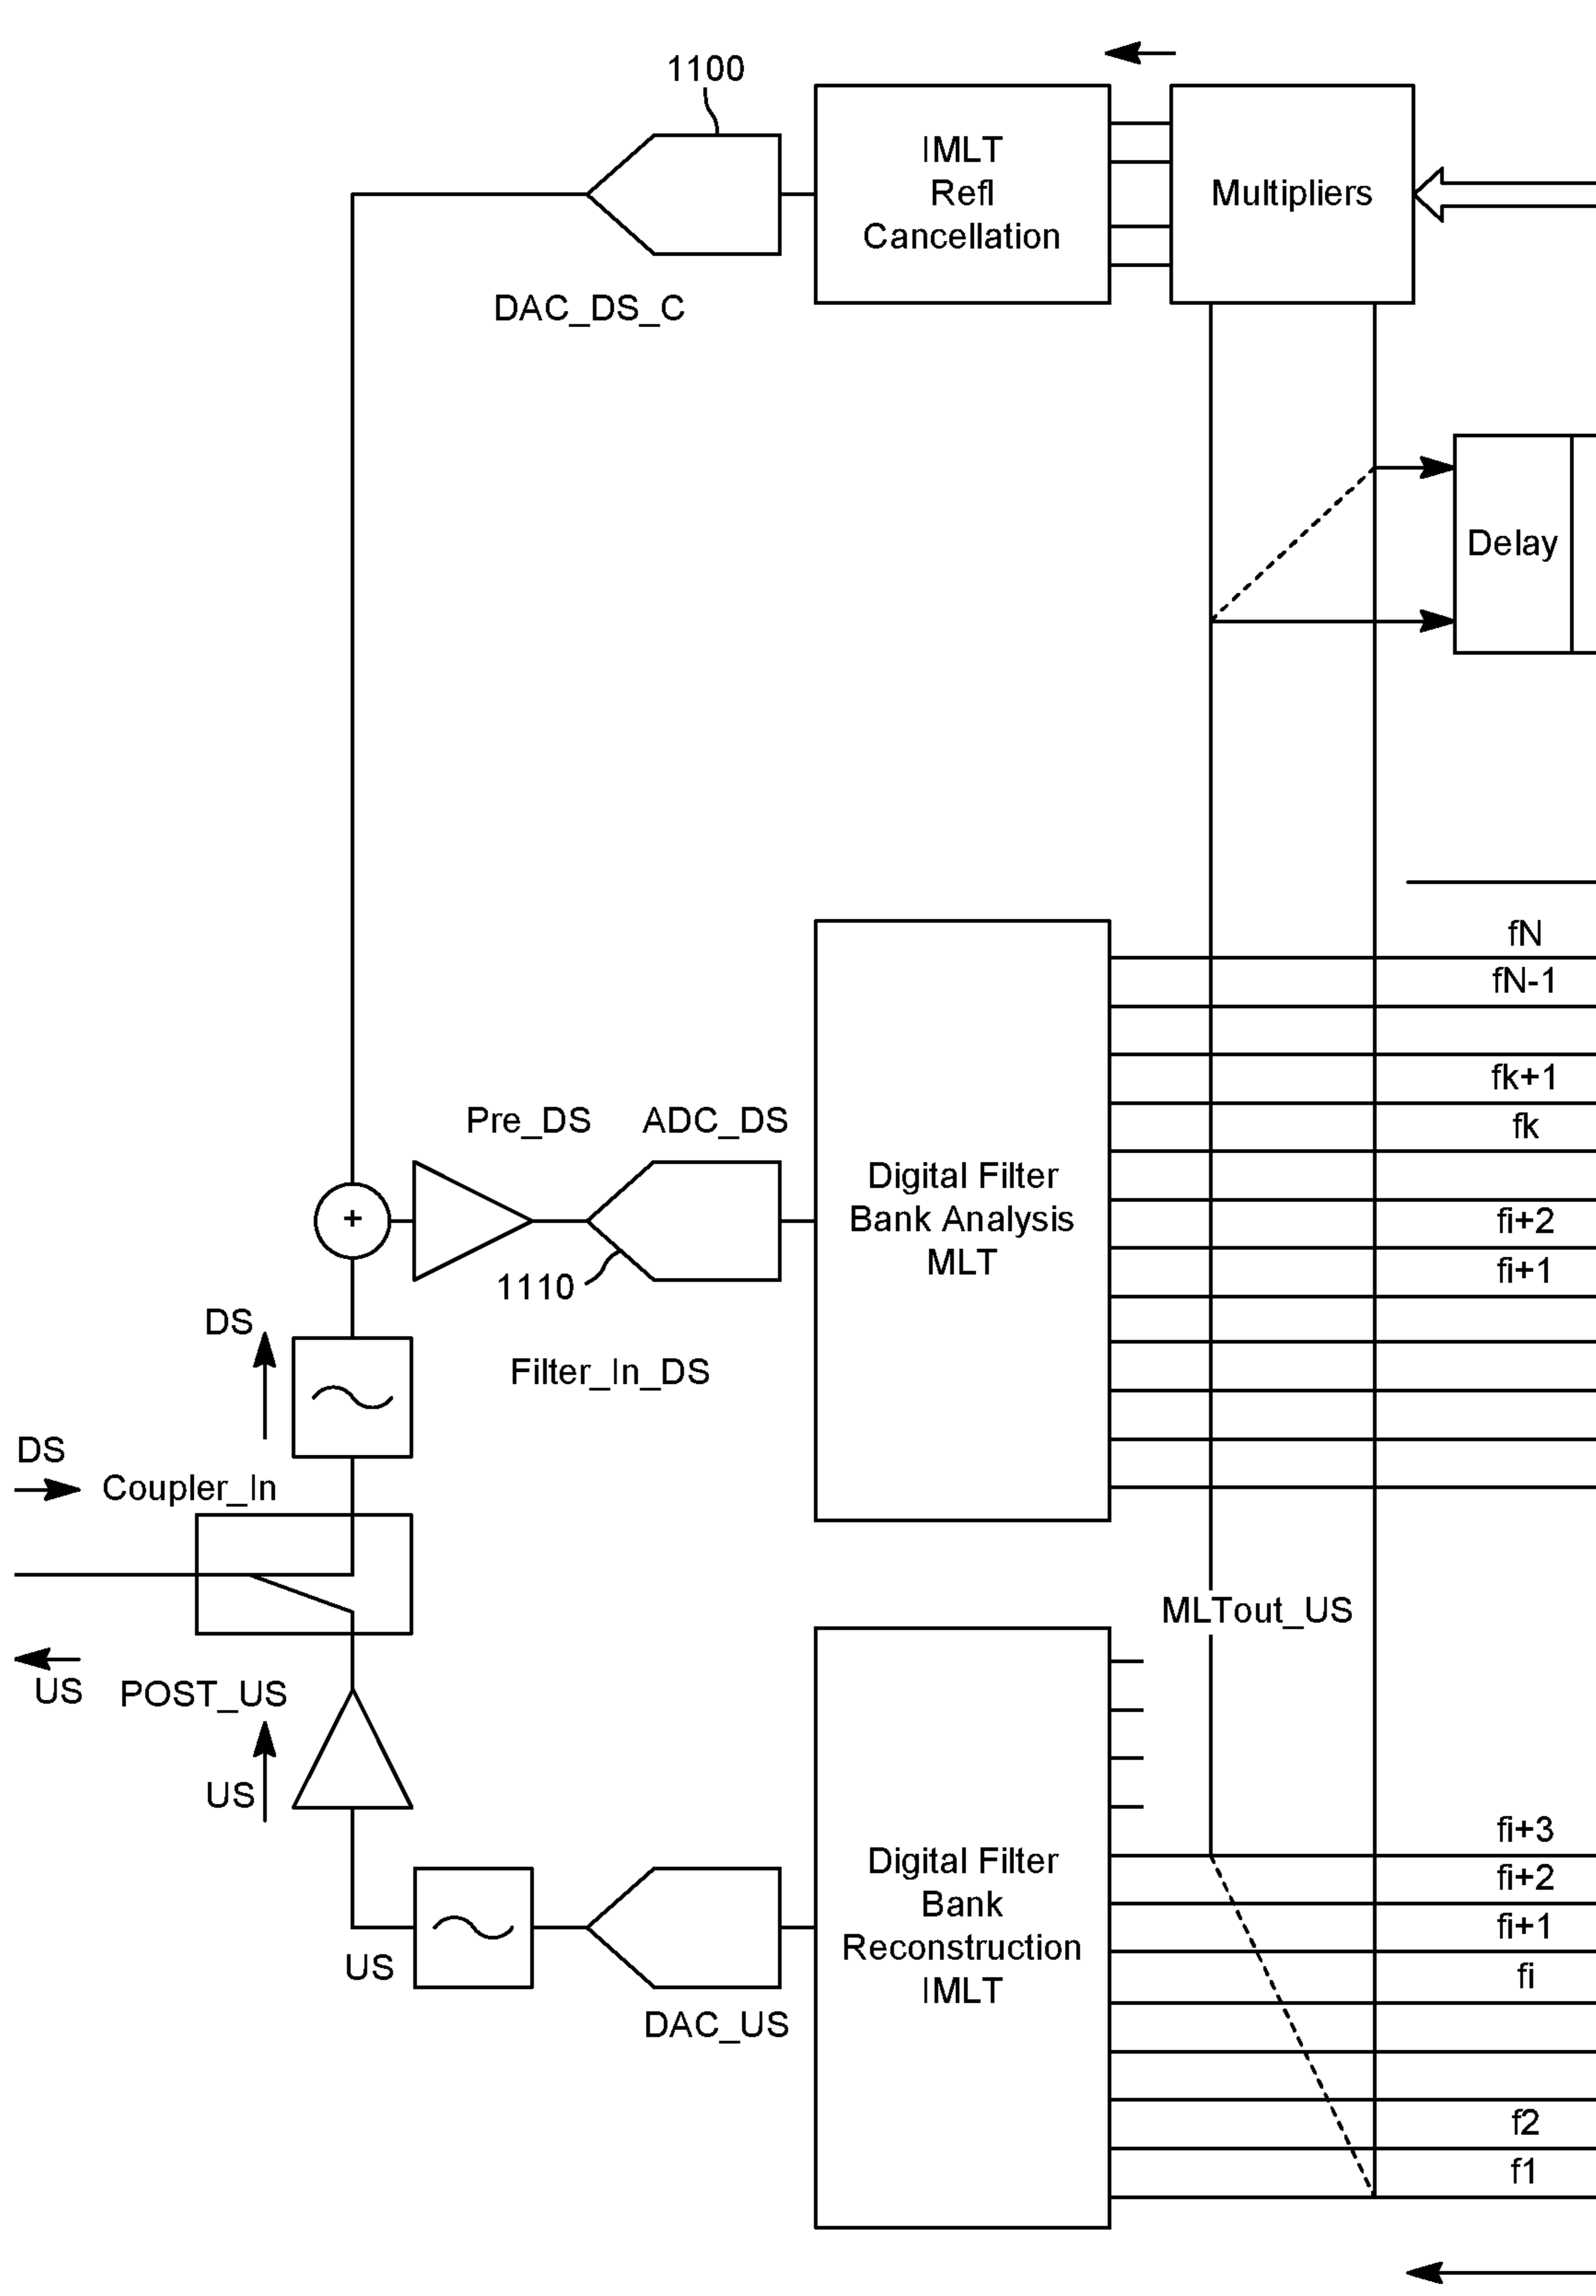 1100
IMLT
Refl
Cancellation
Multipliers
DAC_DS_C
Delay
fN
fN-1
fk+1
fk
fi+2
fi+1
Pre_DS
ADC_DS
Digital Filter
Bank Analysis
MLT
+
1110
DS
Filter_In_DS
DS
Coupler_In
MLTout_US
US
POST_US
US
fi+3
fi+2
fi+1
fi
f2
f1
Digital Filter
Bank
Reconstruction
IMLT
US
DAC_US